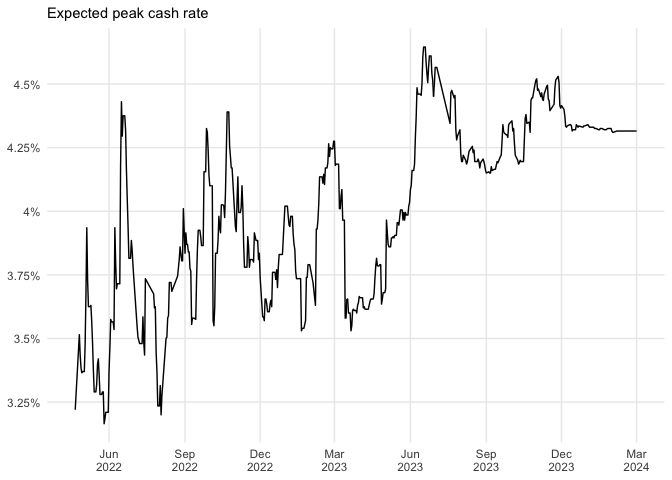 Expected peak cash rate
4.5%
4.25%
4%
3.75%
3.5%
3.25%
Jun Sep Dec Mar Jun Sep Dec Mar
2022 2022 2022 2023 2023 2023 2023 2024